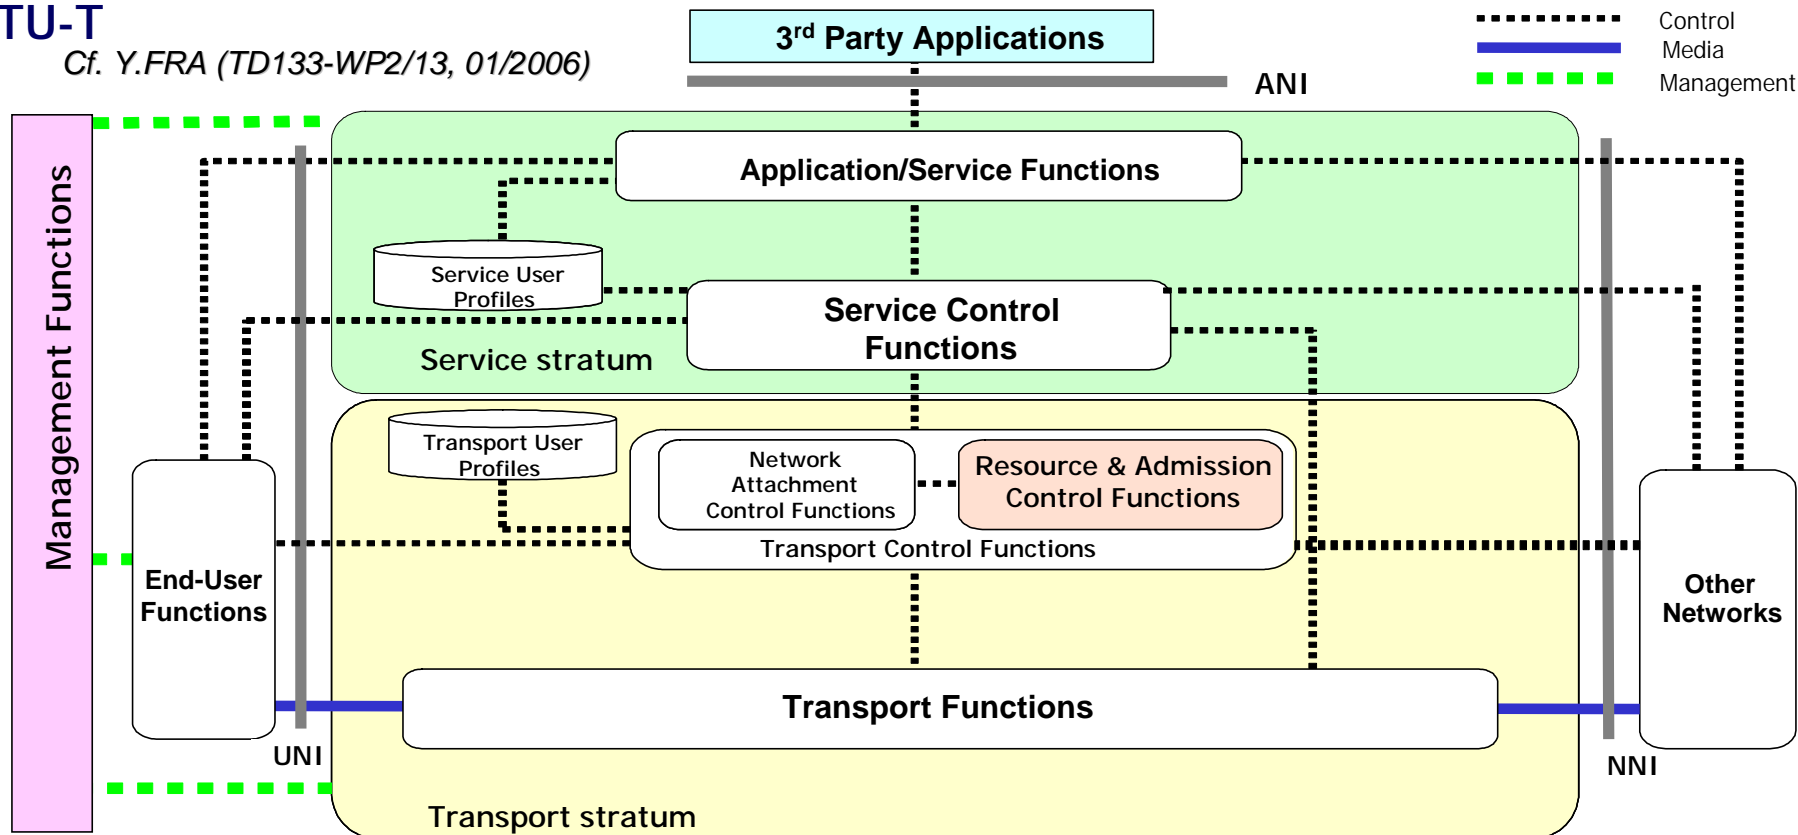 TU-T
Cf. Y.FRA (TD133-WP2/13, 01/2006)
3rd Party Applications
Control
Media
Management
ANI
Management Functions
Application/Service Functions
Service User
Profiles
Service Control
Functions
Service stratum
Transport User
Profiles
Network
Attachment
Control Functions
Resource & Admission
Control Functions
Transport Control Functions
End-User
Functions
Other
Networks
Transport Functions
UNI
NNI
Transport stratum